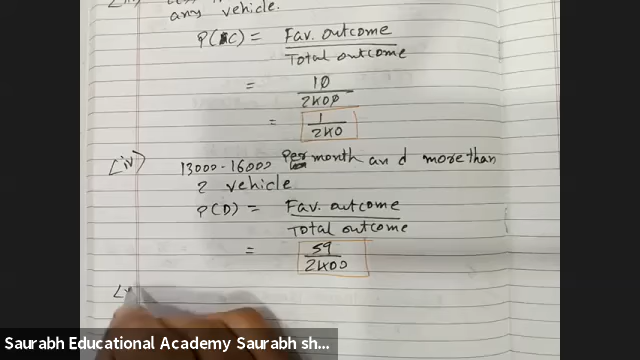 any vehicle.
P(C) = Fav. outcome
Total outcome
= 10
2400
= 1
240
(iv) 13000-16000 Per month and more than
2 vehicle
P(D) = Fav. outcome
Total outcome
= 59
2400
Saurabh Educational Academy Saurabh sh...